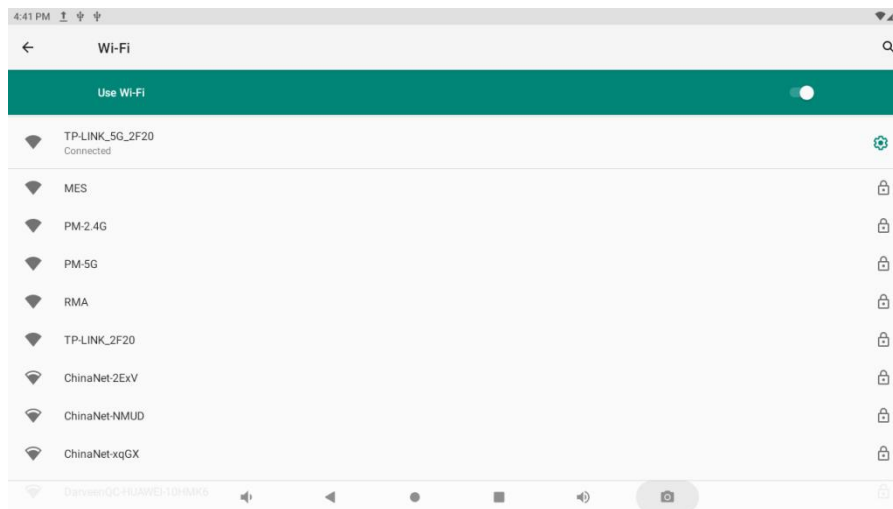 4:41 PM
Wi-Fi
Use Wi-Fi
TP-LINK_5G_2F20
Connected
MES
PM-2.4G
PM-5G
RMA
TP-LINK_2F20
ChinaNet-2ExV
ChinaNet-NMUD
ChinaNet-xqGX